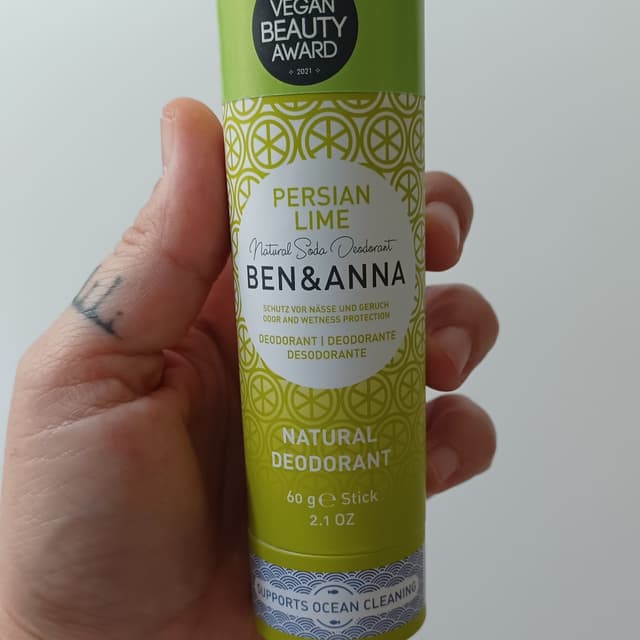 VEGAN
BEAUTY
AWARD
2021
PERSIAN
LIME
Natural Soda Deodorant
BEN&ANNA
SCHUTZ VOR NÄSSE UND GERUCH
ODOR AND WETNESS PROTECTION
DEODORANT | DEODORANTE
DESODORANTE
NATURAL
DEODORANT
60 g ℮ Stick
2.1 OZ
SUPPORTS OCEAN CLEANING